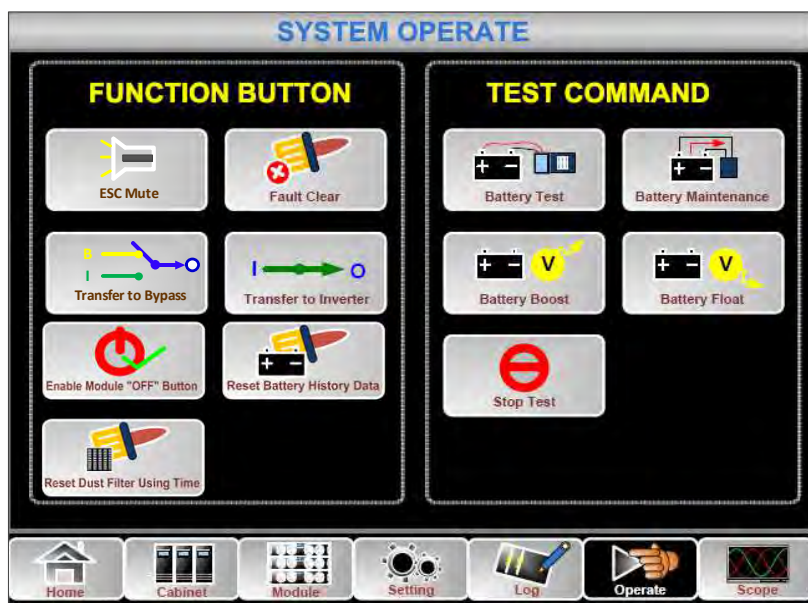 SYSTEM OPERATE
FUNCTION BUTTON
ESC Mute
Fault Clear
B
I
Transfer to Bypass
I O
Transfer to Inverter
Enable Module "OFF" Button
Reset Battery History Data
Reset Dust Filter Using Time
TEST COMMAND
Battery Test
Battery Maintenance
V
Battery Boost
V
Battery Float
Stop Test
Home
Cabinet
Module
Setting
Log
Operate
Scope